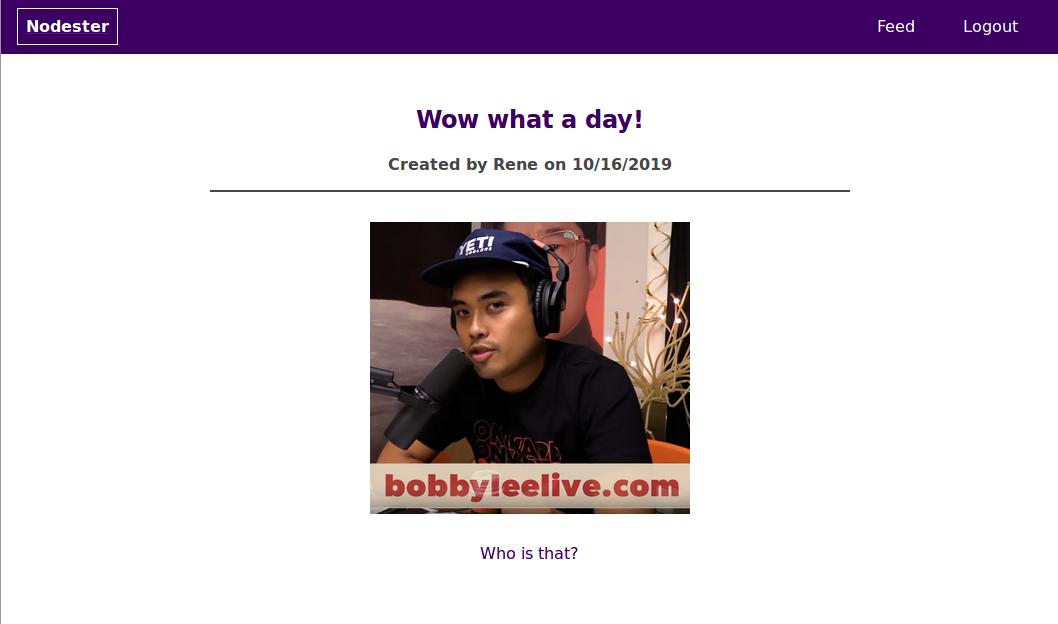 Nodester
Feed
Logout
Wow what a day!
Created by Rene on 10/16/2019
YETI
COOLERS
bobbyleelive.com
Who is that?